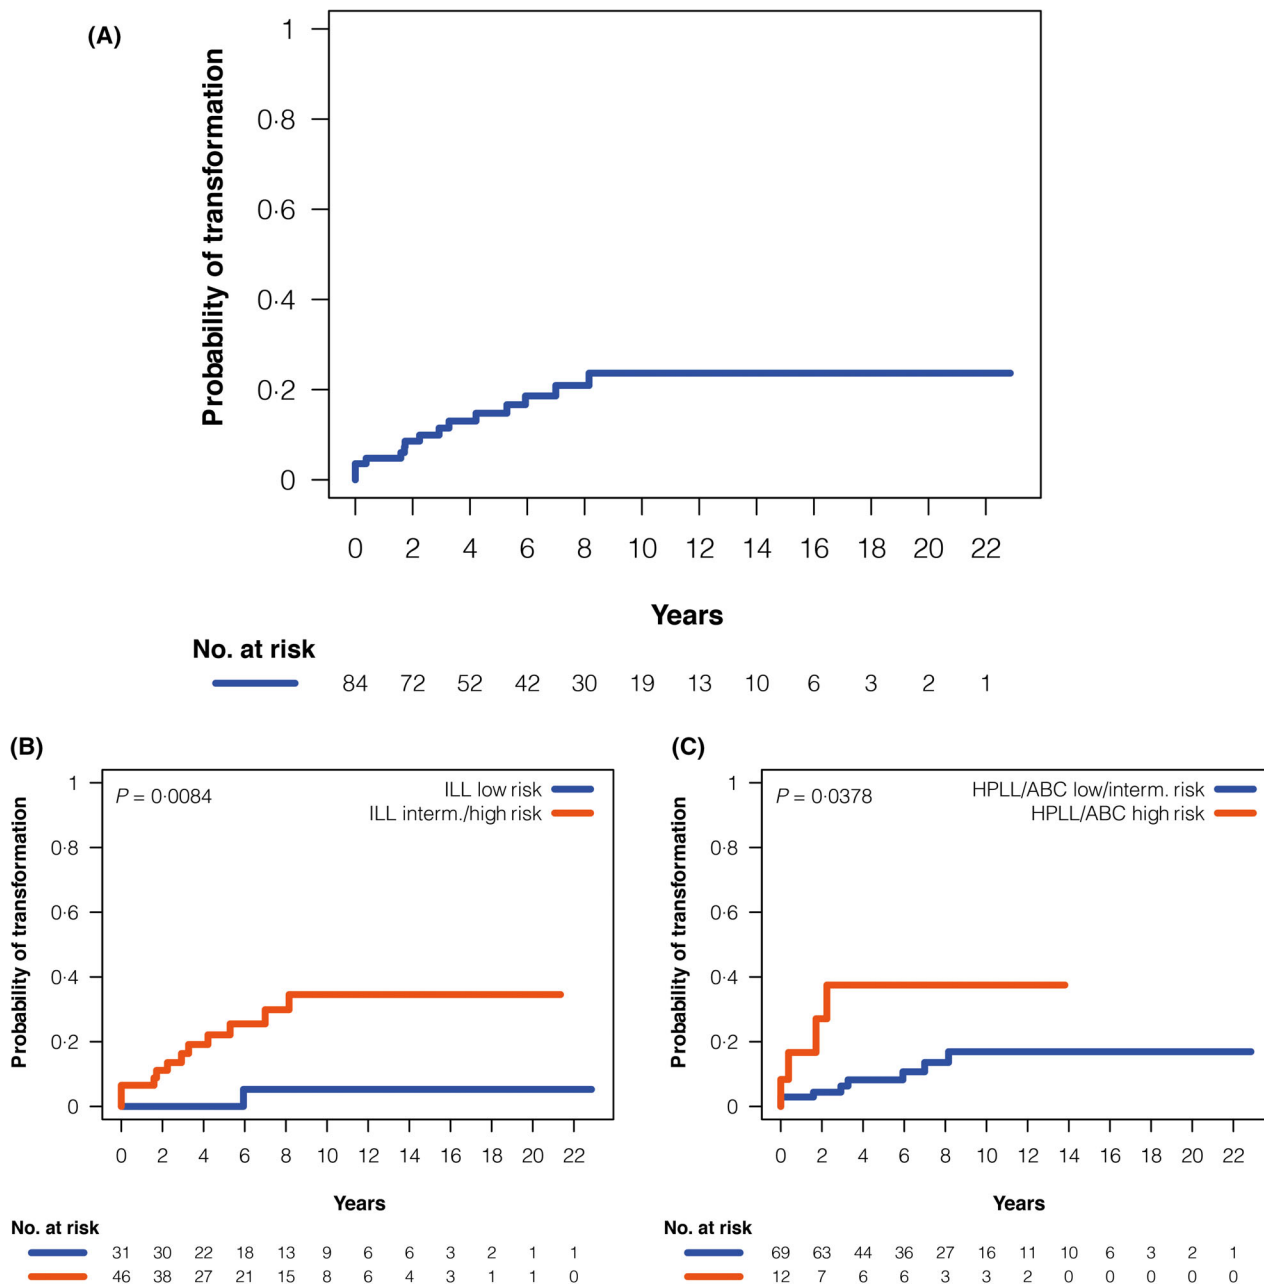 (A)
Probability of transformation
1
0·8
0·6
0·4
0·2
0
0 2 4 6 8 10 12 14 16 18 20 22
Years
No. at risk
84 72 52 42 30 19 13 10 6 3 2 1
(B)
P = 0·0084
ILL low risk
ILL interm./high risk
Probability of transformation
1
0·8
0·6
0·4
0·2
0
0 2 4 6 8 10 12 14 16 18 20 22
Years
No. at risk
31 30 22 18 13 9 6 6 3 2 1 1
46 38 27 21 15 8 6 4 3 1 1 0
(C)
P = 0·0378
HPLL/ABC low/interm. risk
HPLL/ABC high risk
Probability of transformation
1
0·8
0·6
0·4
0·2
0
0 2 4 6 8 10 12 14 16 18 20 22
Years
No. at risk
69 63 44 36 27 16 11 10 6 3 2 1
12 7 6 6 3 3 2 0 0 0 0 0